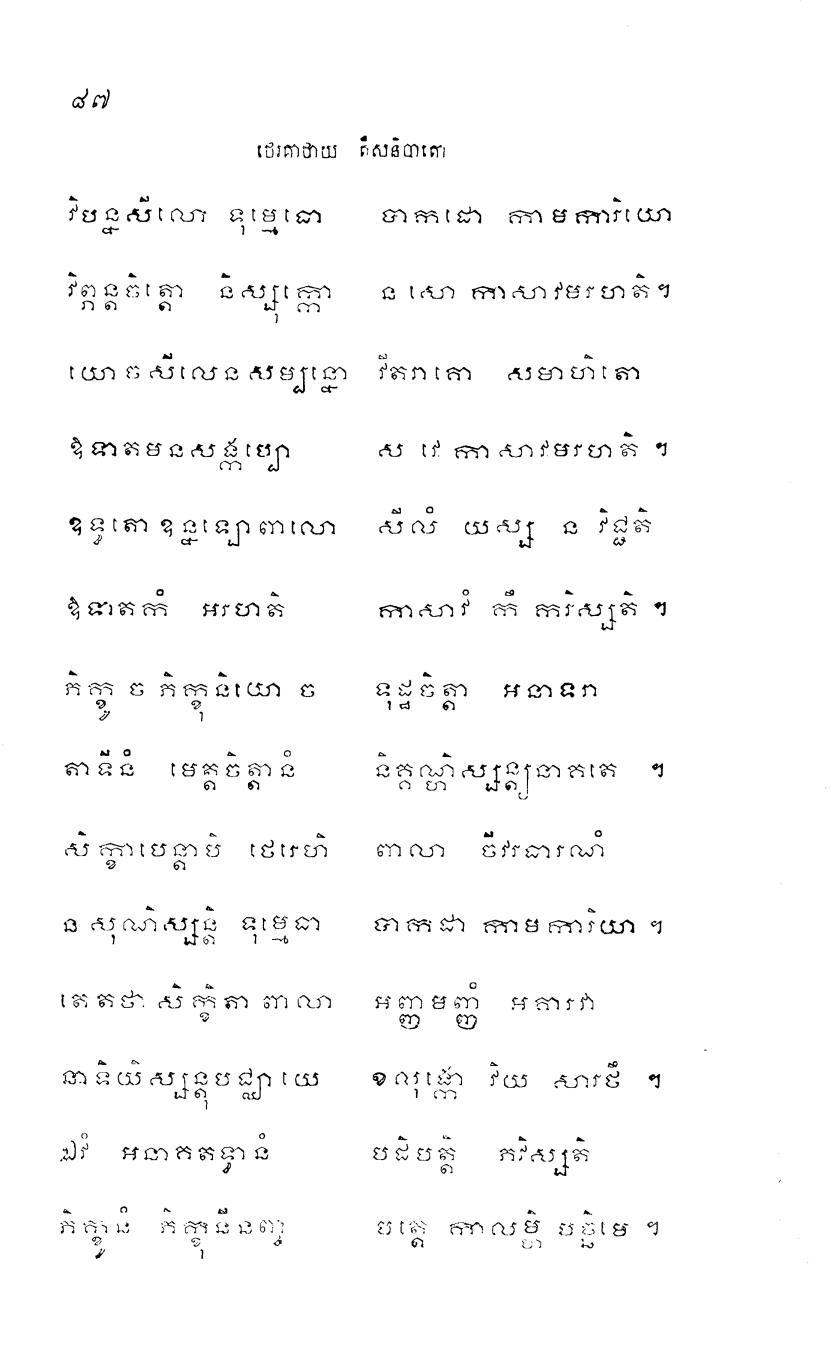 ៨៧
ថេរគាថាយ តឹសនិបាតោ
វិបន្នសីលោ ទុម្មេធោ បាកដោ កាមការិយោ
វិព្ភន្តចិត្តោ និស្សុក្កោ ន សោ កាសាវមរហតិ។
យោ ច សីលេន សម្បន្នោ វីតរាគោ សមាហិតោ
ឱទាតមនសង្កប្បោ ស វេ កាសាវមរហតិ ។
ឧទ្ធតោ ឧន្នឡោ ពាលោ សីលំ យស្ស ន វិជ្ជតិ
ឱទាតកំ អរហតិ កាសាវំ កឹ ករិស្សតិ ។
ភិក្ខូ ច ភិក្ខុនិយោ ច ទុដ្ឋចិត្តា អនាទរា
តាទីនំ មេត្តចិត្តានំ និគ្គណ្ហិស្សន្ត្យនាគតេ ។
សិក្ខាបេន្តាបិ ថេរេហិ ពាលា ចីវរធារណំ
ន សុណិស្សន្តិ ទុម្មេធា បាកដា កាមការិយា ។
តេ តថា សិក្ខិតា ពាលា អញ្ញមញ្ញំ អគារវា
នាទិយិស្សន្តុបជ្ឈាយេ ខលុង្កោ វិយ សារថឹ ។
ឯវំ អនាគតទ្ធានំ បដិបត្តិ ភវិស្សតិ
ភិក្ខូនំ ភិក្ខុនីនញ្ច បត្តេ កាលម្ហិ បច្ឆិមេ ។